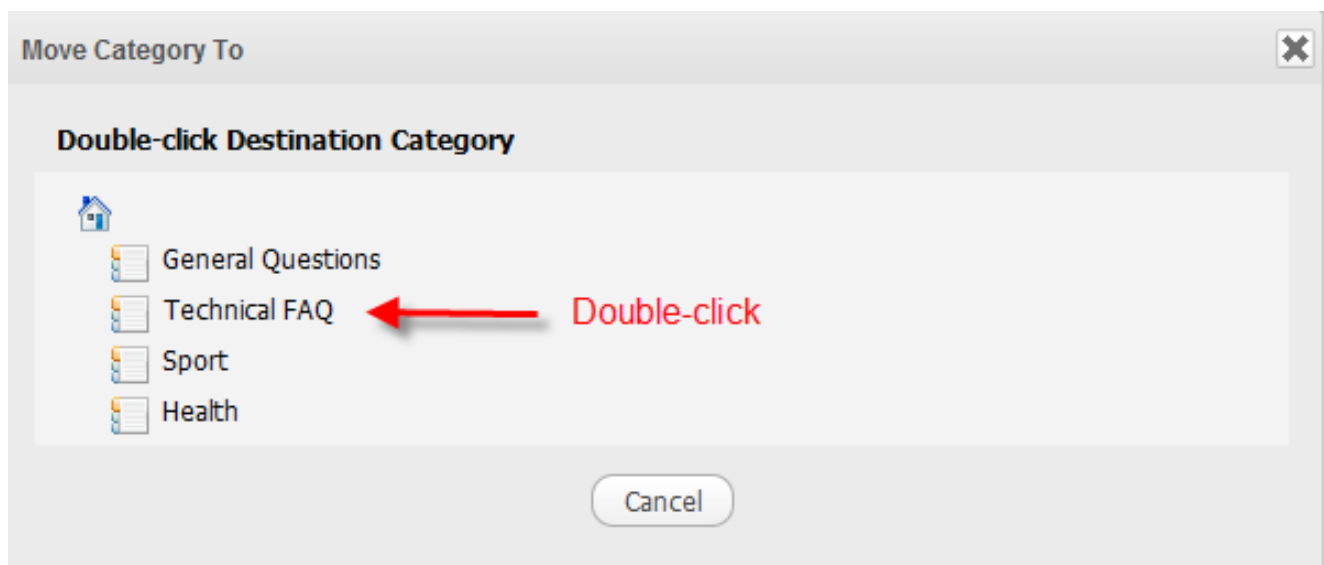 Move Category To
Double-click Destination Category
General Questions
Technical FAQ
Double-click
Sport
Health
Cancel